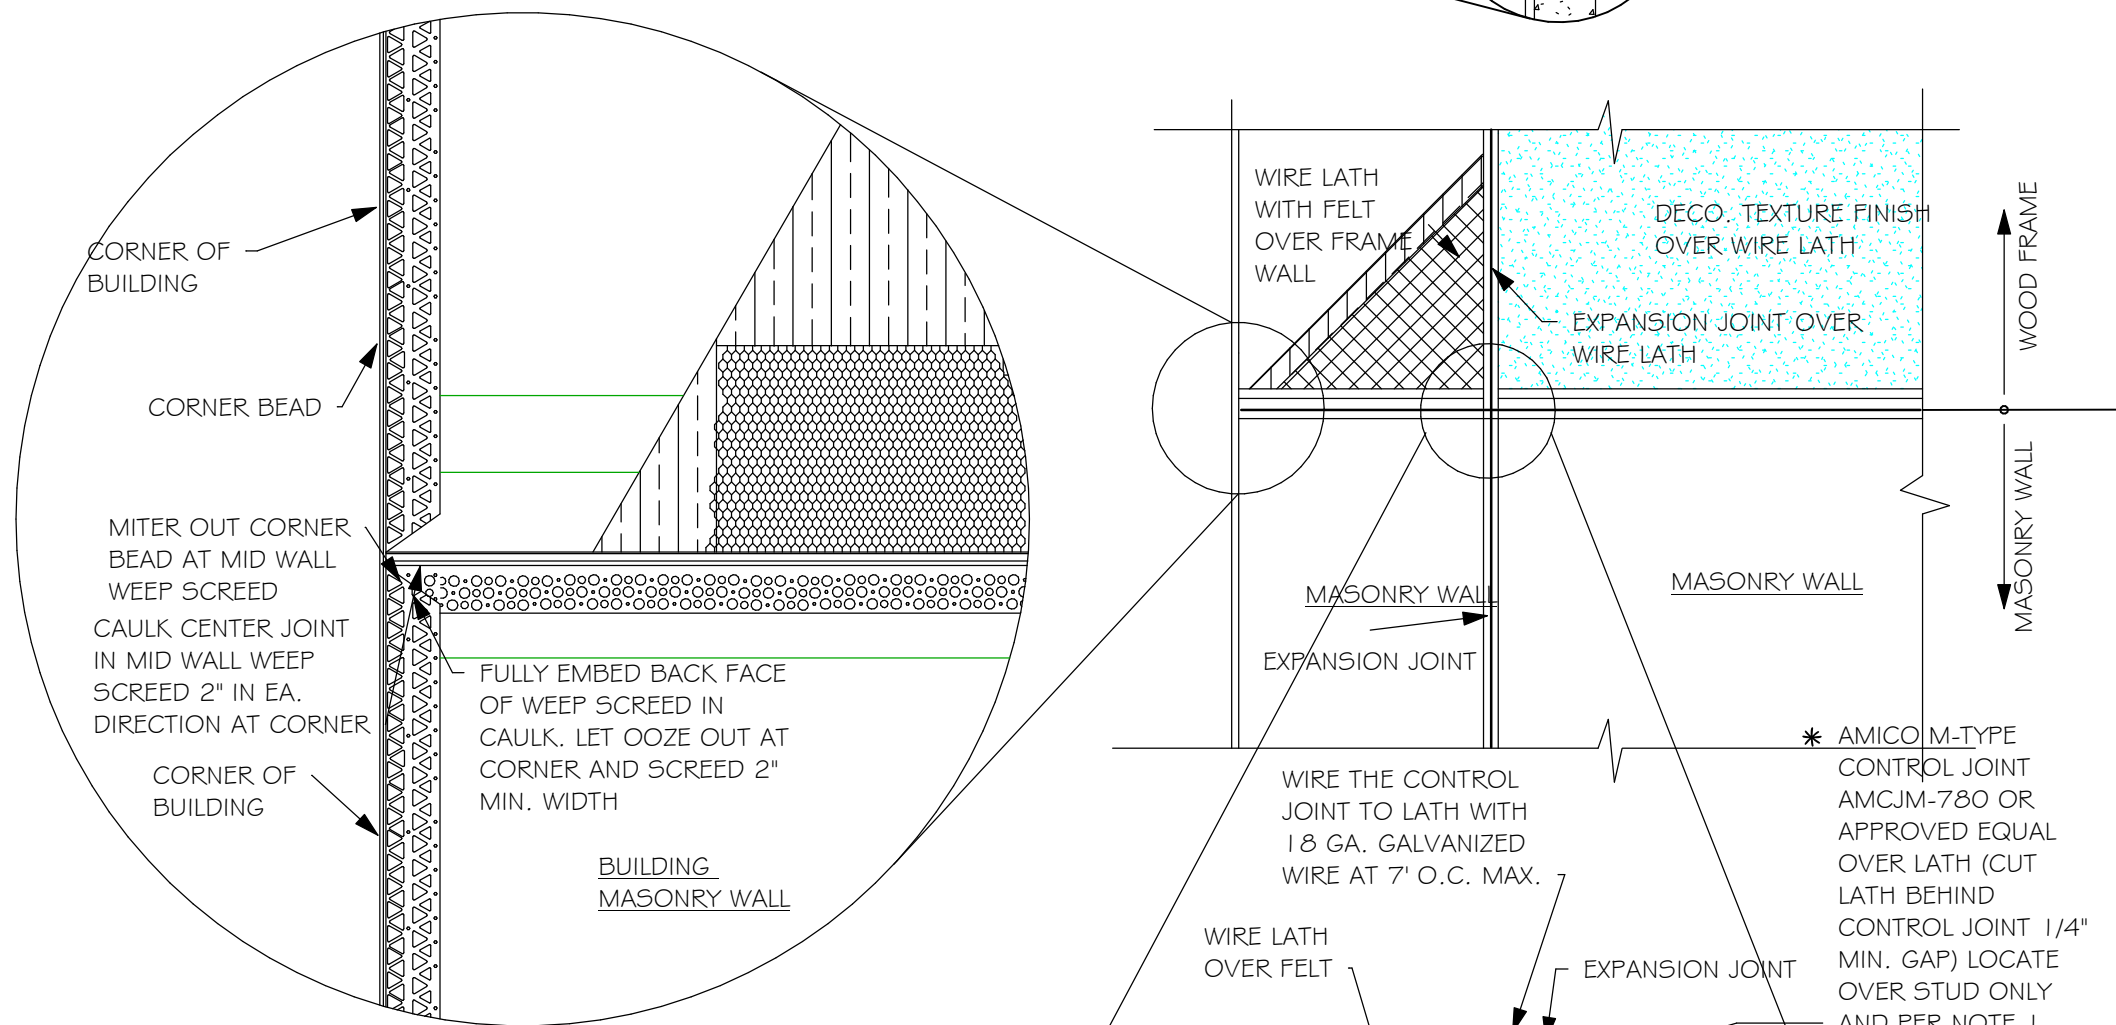 CORNER OF
BUILDING
CORNER BEAD
MITER OUT CORNER
BEAD AT MID WALL
WEEP SCREED
CAULK CENTER JOINT
IN MID WALL WEEP
SCREED 2" IN EA.
DIRECTION AT CORNER
CORNER OF
BUILDING
FULLY EMBED BACK FACE
OF WEEP SCREED IN
CAULK. LET OOZE OUT AT
CORNER AND SCREED 2"
MIN. WIDTH
BUILDING
MASONRY WALL
WIRE LATH
WITH FELT
OVER FRAME
WALL
DECO. TEXTURE FINISH
OVER WIRE LATH
EXPANSION JOINT OVER
WIRE LATH
WOOD FRAME
MASONRY WALL
MASONRY WALL
MASONRY WALL
EXPANSION JOINT
WIRE THE CONTROL
JOINT TO LATH WITH
18 GA. GALVANIZED
WIRE AT 7' O.C. MAX.
WIRE LATH
OVER FELT
EXPANSION JOINT
* AMICO M-TYPE
CONTROL JOINT
AMCJM-780 OR
APPROVED EQUAL
OVER LATH (CUT
LATH BEHIND
CONTROL JOINT 1/4"
MIN. GAP) LOCATE
OVER STUD ONLY
AND PER NOTE 1